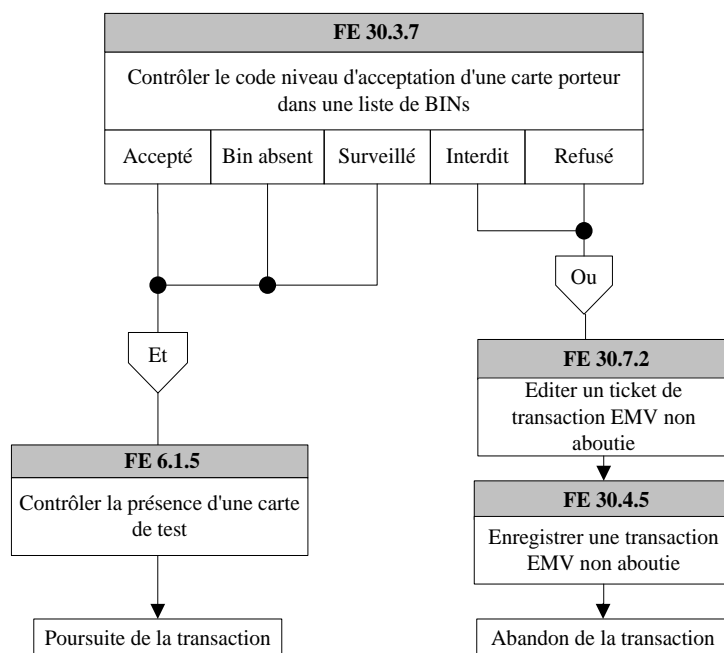 FE 30.3.7
Contrôler le code niveau d'acceptation d'une carte porteur
dans une liste de BINs
Accepté
Bin absent
Surveillé
Interdit
Refusé
Ou
Et
FE 30.7.2
Editer un ticket de
transaction EMV non
aboutie
FE 6.1.5
Contrôler la présence d'une carte
de test
FE 30.4.5
Enregistrer une transaction
EMV non aboutie
Poursuite de la transaction
Abandon de la transaction